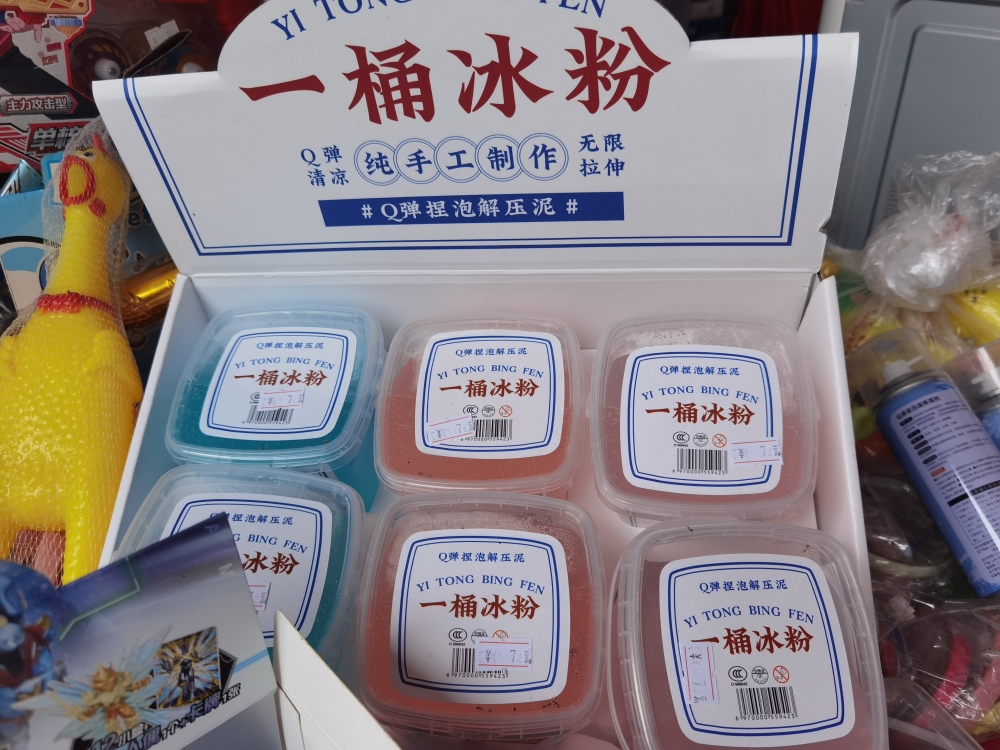 YI TONG BING FEN
一桶冰粉
Q弹
清凉
纯手工制作
无限
拉伸
#Q弹捏泡解压泥#
主力攻击型
Q弹捏泡解压泥
YI TONG BING FEN
一桶冰粉
Q弹捏泡解压泥
YI TONG BING FEN
一桶冰粉
6970000559423
Q弹捏泡解压泥
YI TONG BING FEN
一桶冰粉
6970000559423
弹捏泡解压泥
BING FEN
冰粉
Q弹捏泡解压泥
YI TONG BING FEN
一桶冰粉
6970000559423
Q弹捏泡解压泥
YI TONG BING FEN
一桶冰粉
6970000559423